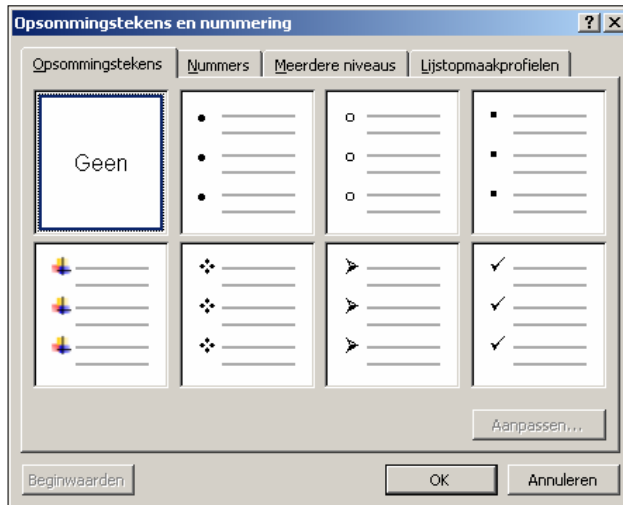 Opsommingstekens en nummering
Opsommingstekens Nummers Meerdere niveaus Lijstopmaakprofielen
Geen
Aanpassen...
Beginwaarden OK Annuleren